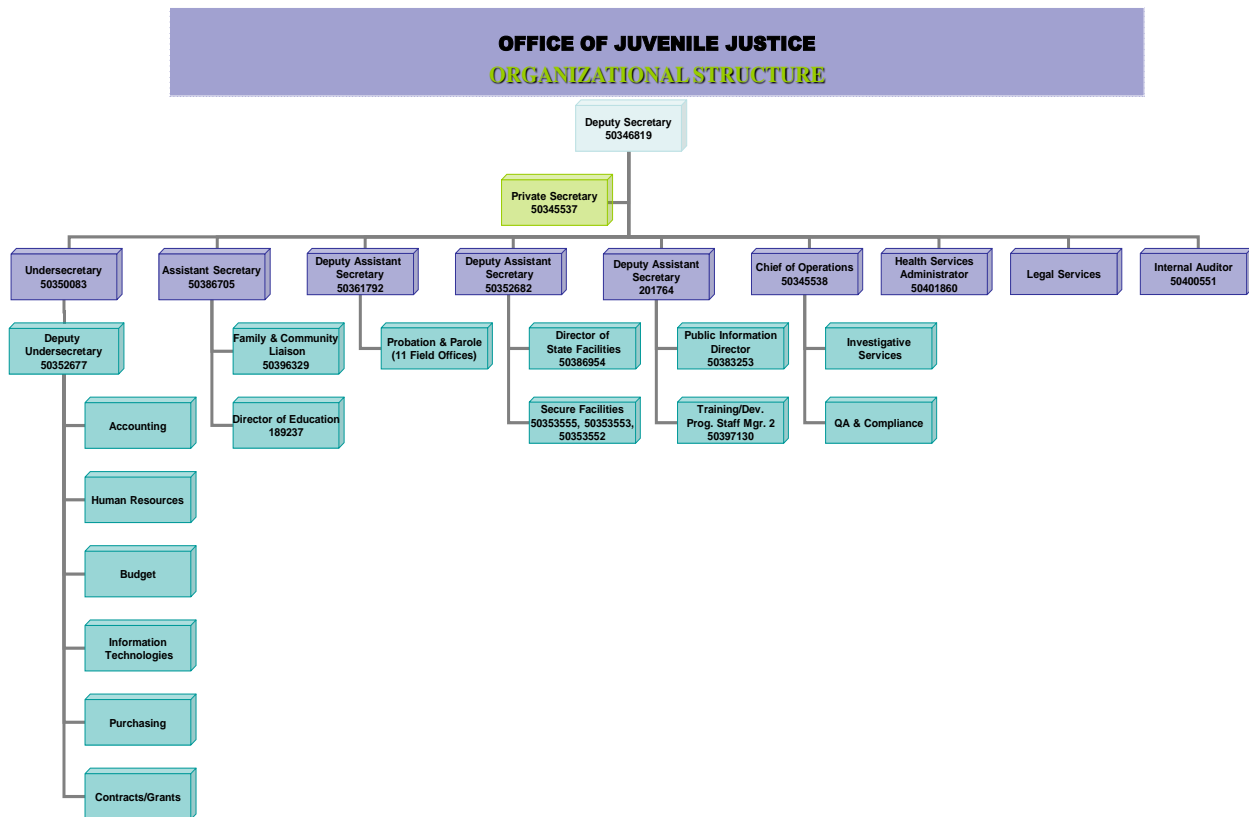 OFFICE OF JUVENILE JUSTICE
ORGANIZATIONAL STRUCTURE
Deputy Secretary
50346819
Private Secretary
50345537
Undersecretary
50350083
Assistant Secretary
50386705
Deputy Assistant
Secretary
50361792
Deputy Assistant
Secretary
50352682
Deputy Assistant
Secretary
201764
Chief of Operations
50345538
Health Services
Administrator
50401860
Legal Services
Internal Auditor
50400551
Deputy
Undersecretary
50352677
Family & Community
Liaison
50396329
Probation & Parole
(11 Field Offices)
Director of
State Facilities
50386954
Public Information
Director
50383253
Investigative
Services
Accounting
Director of Education
189237
Secure Facilities
50353555, 50353553,
50353552
Training/Dev.
Prog. Staff Mgr. 2
50397130
QA & Compliance
Human Resources
Budget
Information
Technologies
Purchasing
Contracts/Grants